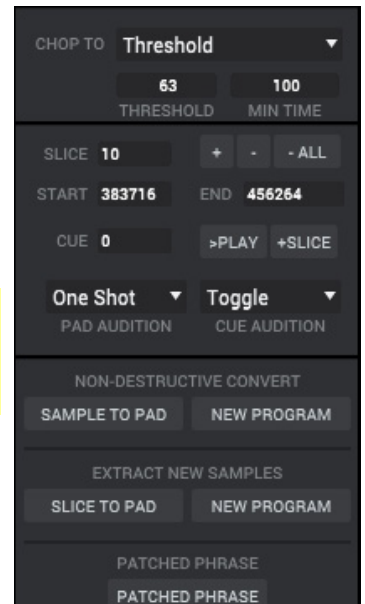 CHOP TO Threshold
63 100
THRESHOLD MIN TIME
SLICE 10 + - - ALL
START 383716 END 456264
CUE 0 >PLAY +SLICE
One Shot Toggle
PAD AUDITION CUE AUDITION
NON-DESTRUCTIVE CONVERT
SAMPLE TO PAD NEW PROGRAM
EXTRACT NEW SAMPLES
SLICE TO PAD NEW PROGRAM
PATCHED PHRASE
PATCHED PHRASE